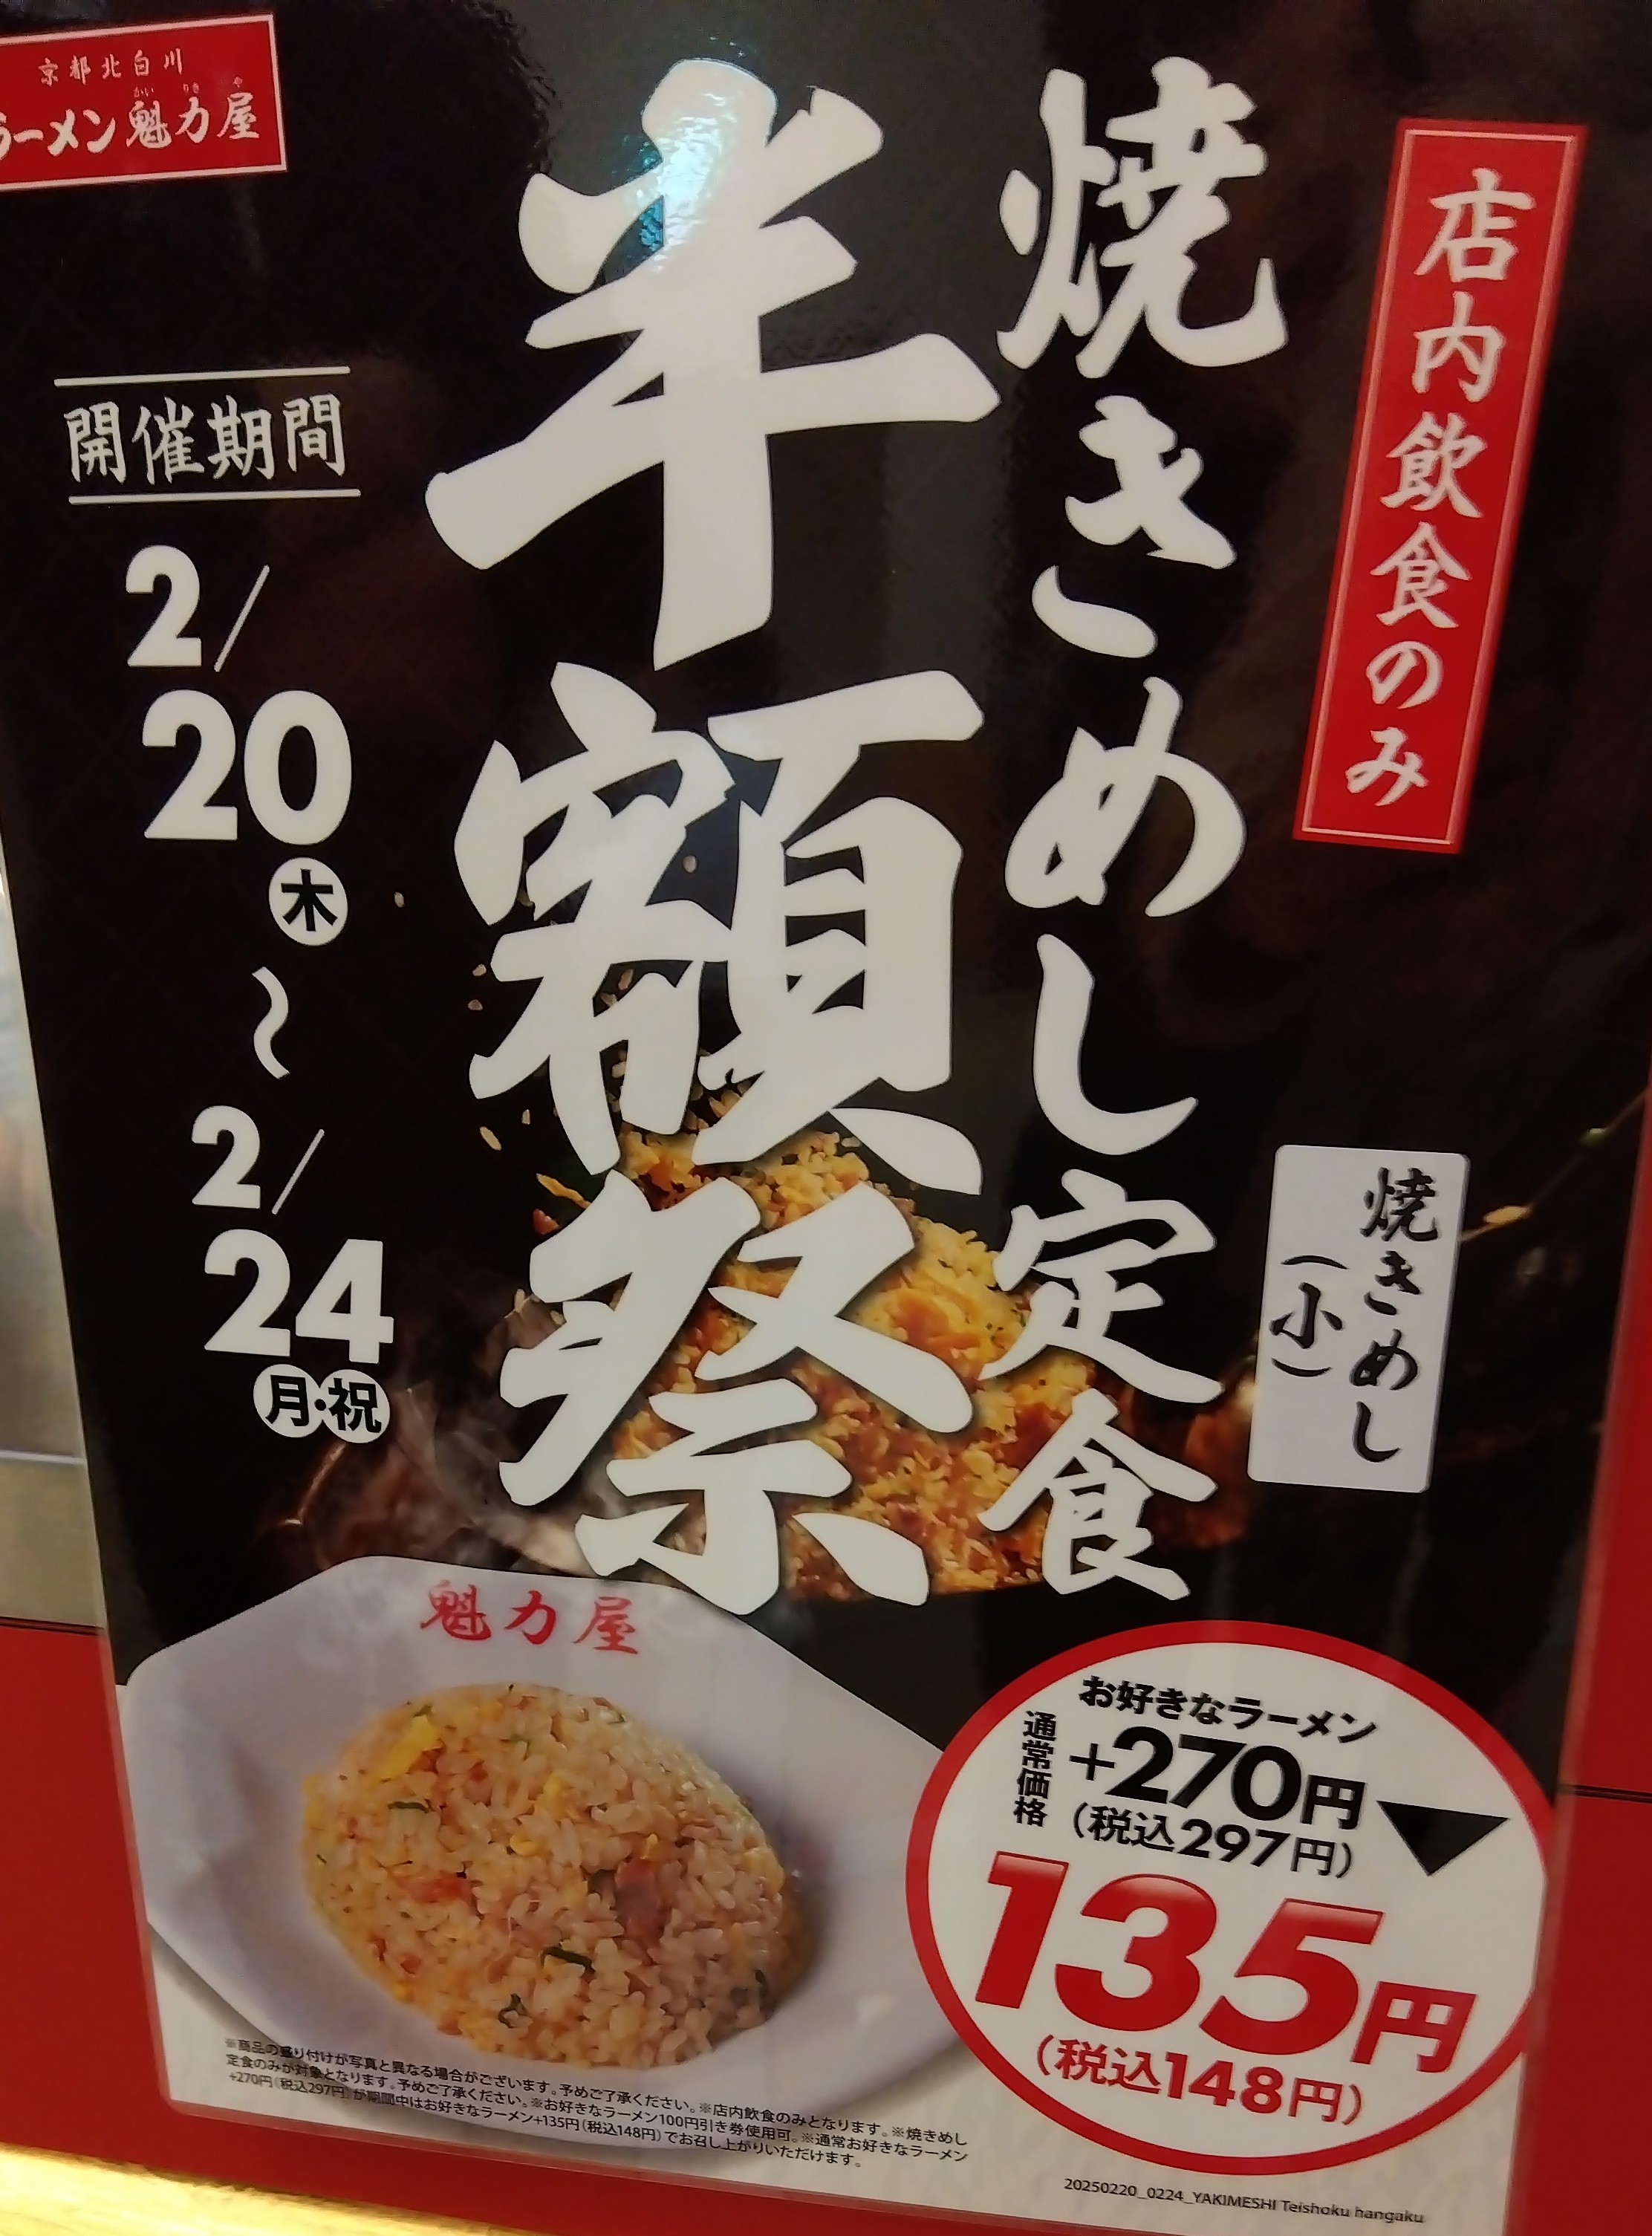 京都北白川
ラーメン魁力屋
かい りき や
店内飲食のみ
焼きめし定食
半額祭
焼きめし
(小)
開催期間
2/
20
木
〜
2/
24
月・祝
魁力屋
お好きなラーメン
通常価格
+270円
(税込297円)
135円
(税込148円)
※商品の盛り付けが写真と異なる場合がございます。予めご了承ください。※店内飲食のみとなります。※焼きめし
定食のみが対象となります。予めご了承ください。※お好きなラーメン100円引き券使用可。※通常お好きなラーメン
+270円(税込297円)が期間中はお好きなラーメン+135円(税込148円)でお召し上がりいただけます。
20250220_0224_YAKIMESHI Teishoku hangaku